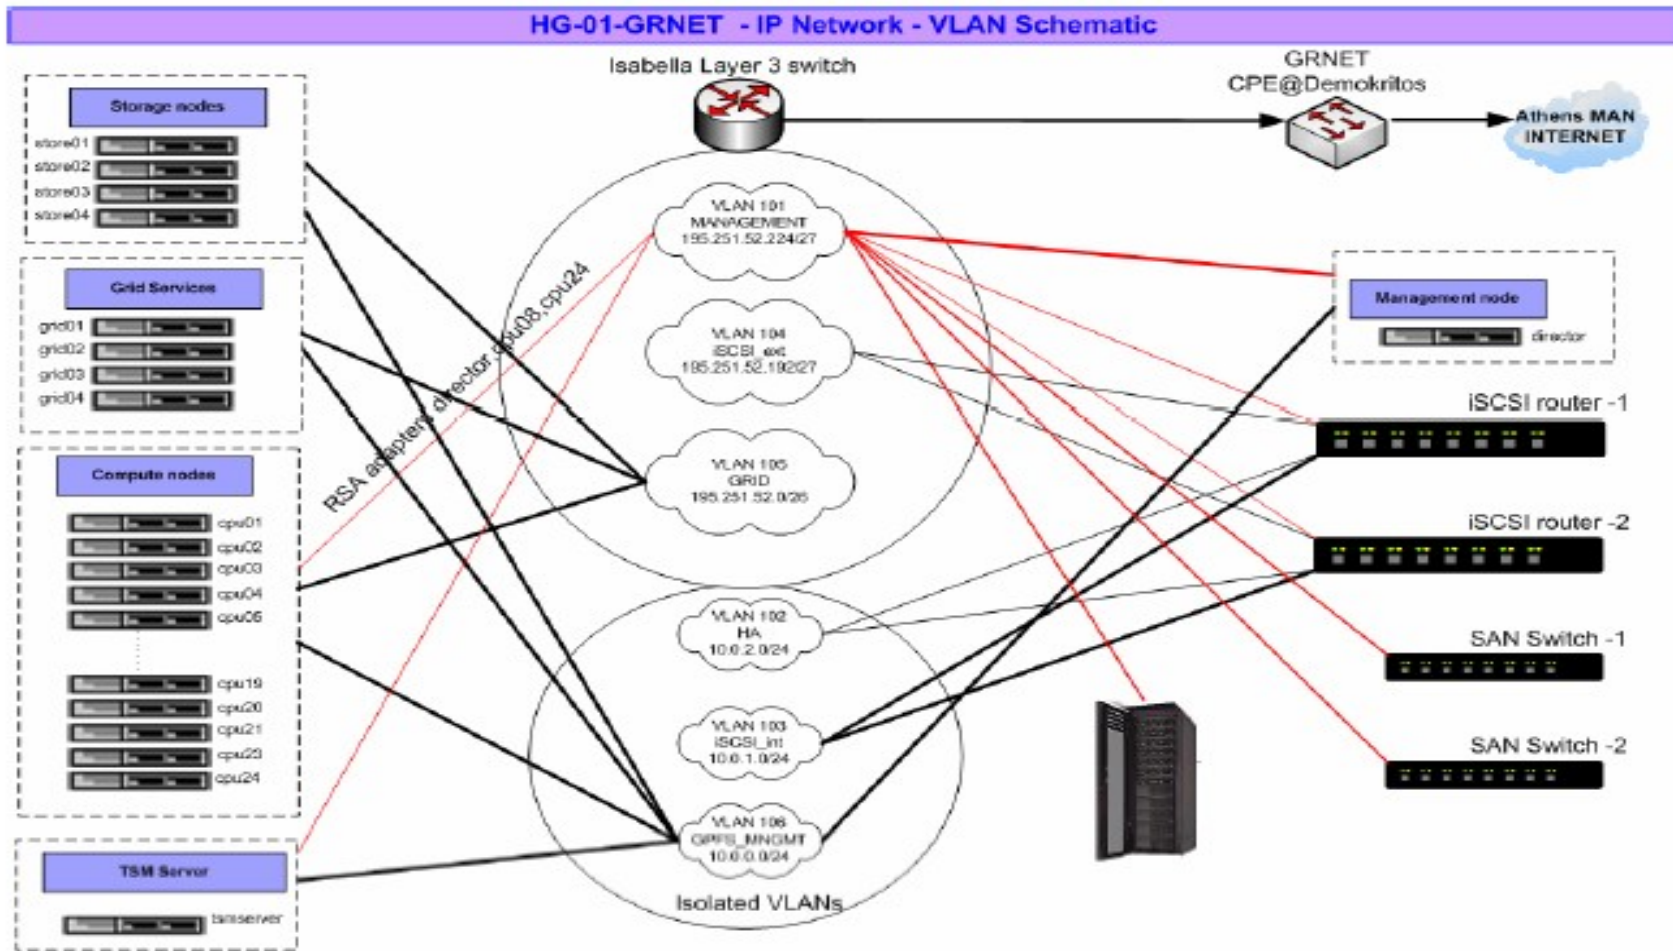 HG-01-GRNET - IP Network - VLAN Schematic
Isabella Layer 3 switch
GRNET
CPE@Demokritos
Athens MAN
INTERNET
Storage nodes
store01
store02
store03
store04
Grid Services
grid01
grid02
grid03
grid04
Compute nodes
cpu01
cpu02
cpu03
cpu04
cpu05
cpu19
cpu20
cpu21
cpu23
cpu24
TSM Server
tsmserver
RSA adapters director,cpu08,cpu24
VLAN 101
MANAGEMENT
195.251.52.224/27
VLAN 104
iSCSI_ext
195.251.52.192/27
VLAN 105
GRID
195.251.52.0/26
VLAN 102
HA
10.0.2.0/24
VLAN 103
iSCSI_int
10.0.1.0/24
VLAN 106
GPFS_MNGMT
10.0.0.0/24
Isolated VLANs
Management node
director
iSCSI router -1
iSCSI router -2
SAN Switch -1
SAN Switch -2